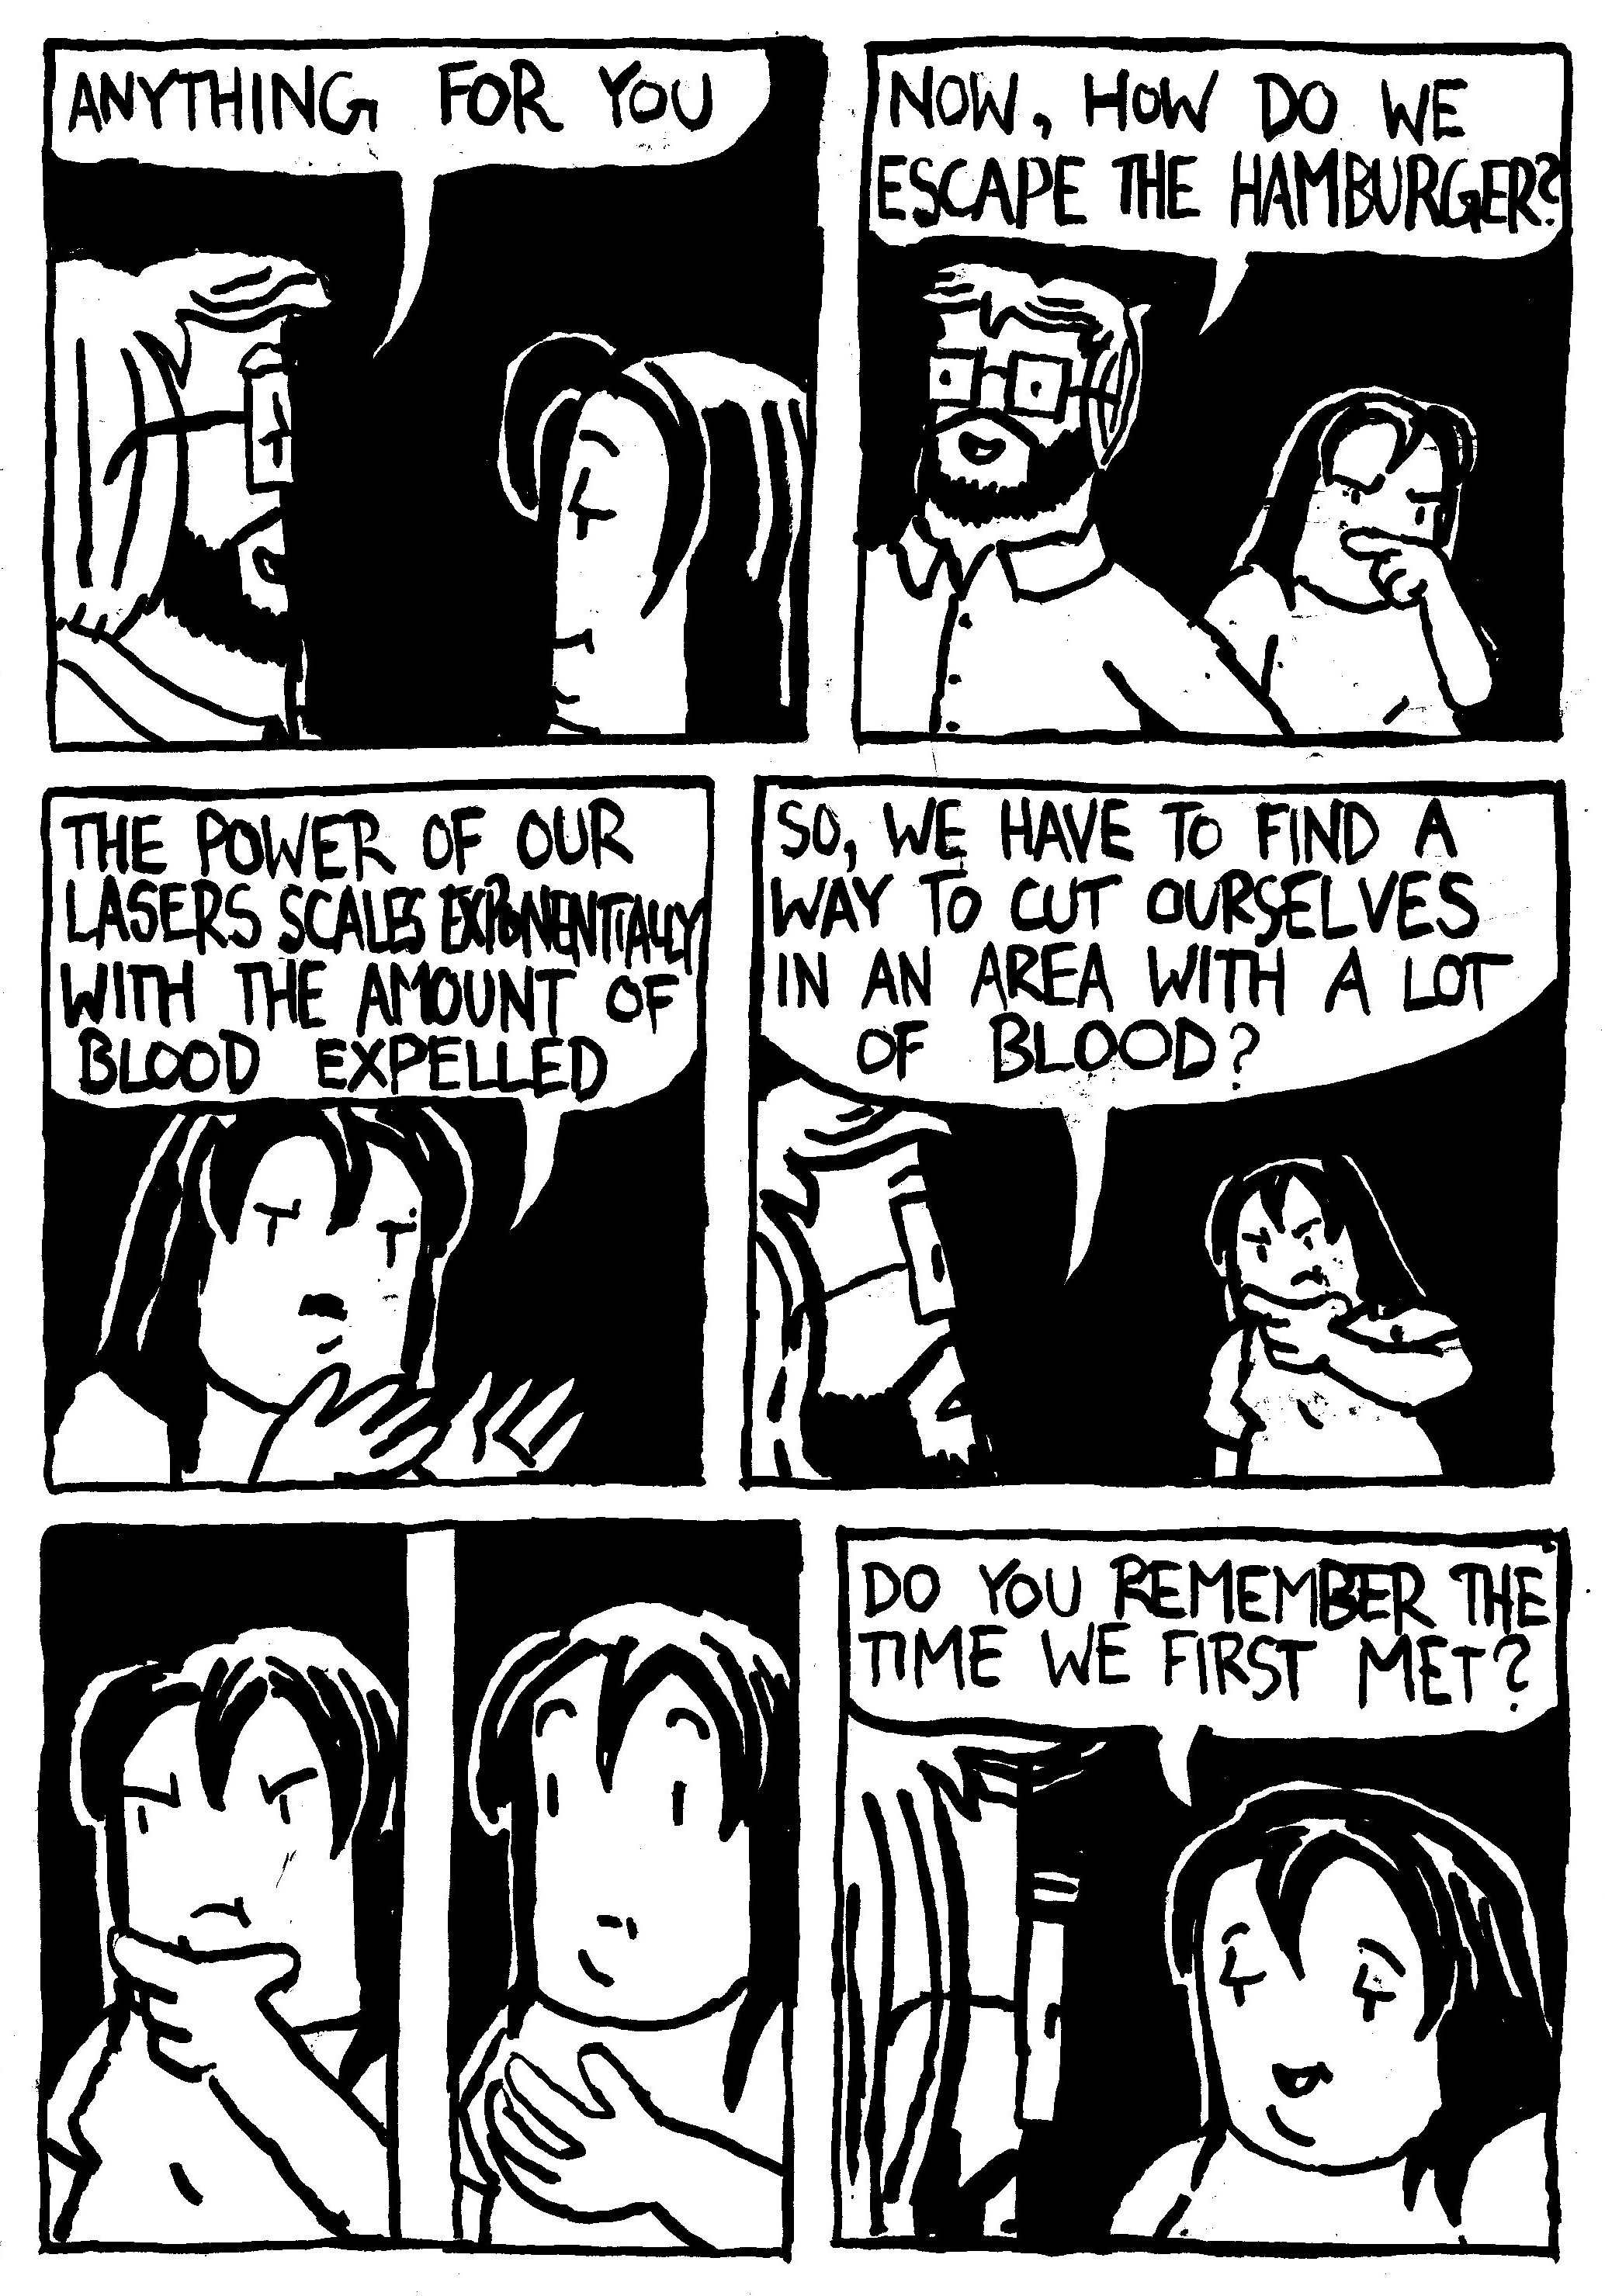 ANYTHING FOR YOU
NOW, HOW DO WE
ESCAPE THE HAMBURGER?
THE POWER OF OUR
LASERS SCALES EXPONENTIALLY
WITH THE AMOUNT OF
BLOOD EXPELLED
SO, WE HAVE TO FIND A
WAY TO CUT OURSELVES
IN AN AREA WITH A LOT
OF BLOOD?
DO YOU REMEMBER THE
TIME WE FIRST MET?